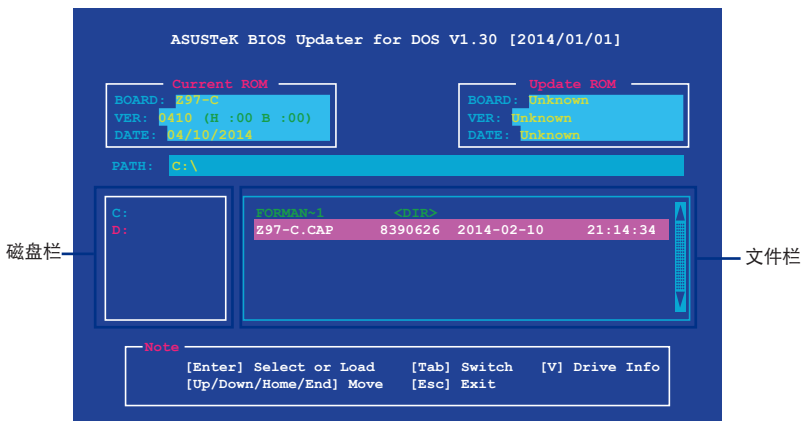 ASUSTeK BIOS Updater for DOS V1.30 [2014/01/01]
Current ROM
BOARD: Z97-C
VER: 0410 (H :00 B :00)
DATE: 04/10/2014
Update ROM
BOARD: Unknown
VER: Unknown
DATE: Unknown
PATH: C:\
C:
D:
FORMAN~1 <DIR>
Z97-C.CAP 8390626 2014-02-10 21:14:34
磁盘栏
文件栏
Note
[Enter] Select or Load [Tab] Switch [V] Drive Info
[Up/Down/Home/End] Move [Esc] Exit